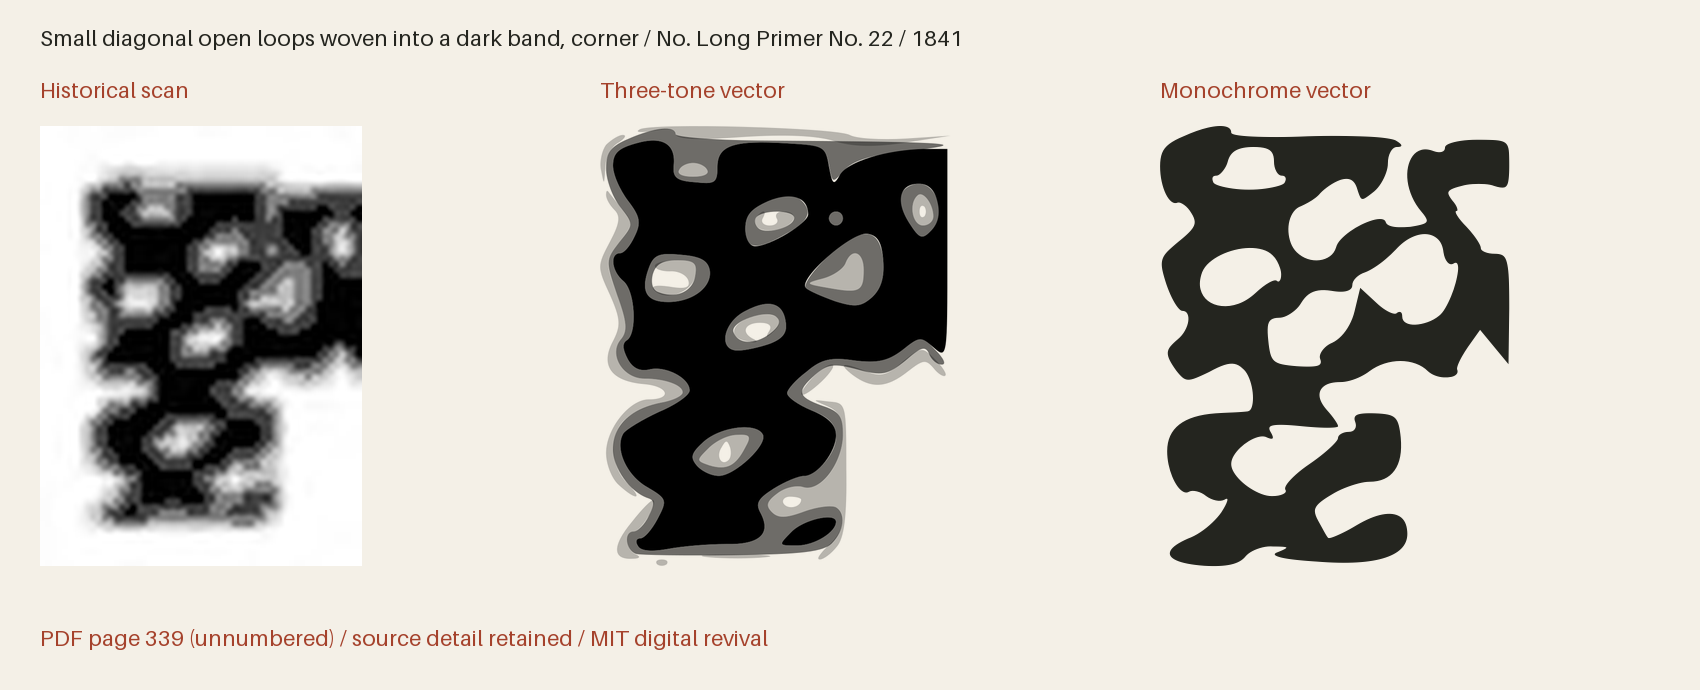 Small diagonal open loops woven into a dark band, corner / No. Long Primer No. 22 / 1841
Historical scan
Three-tone vector
Monochrome vector
PDF page 339 (unnumbered) / source detail retained / MIT digital revival